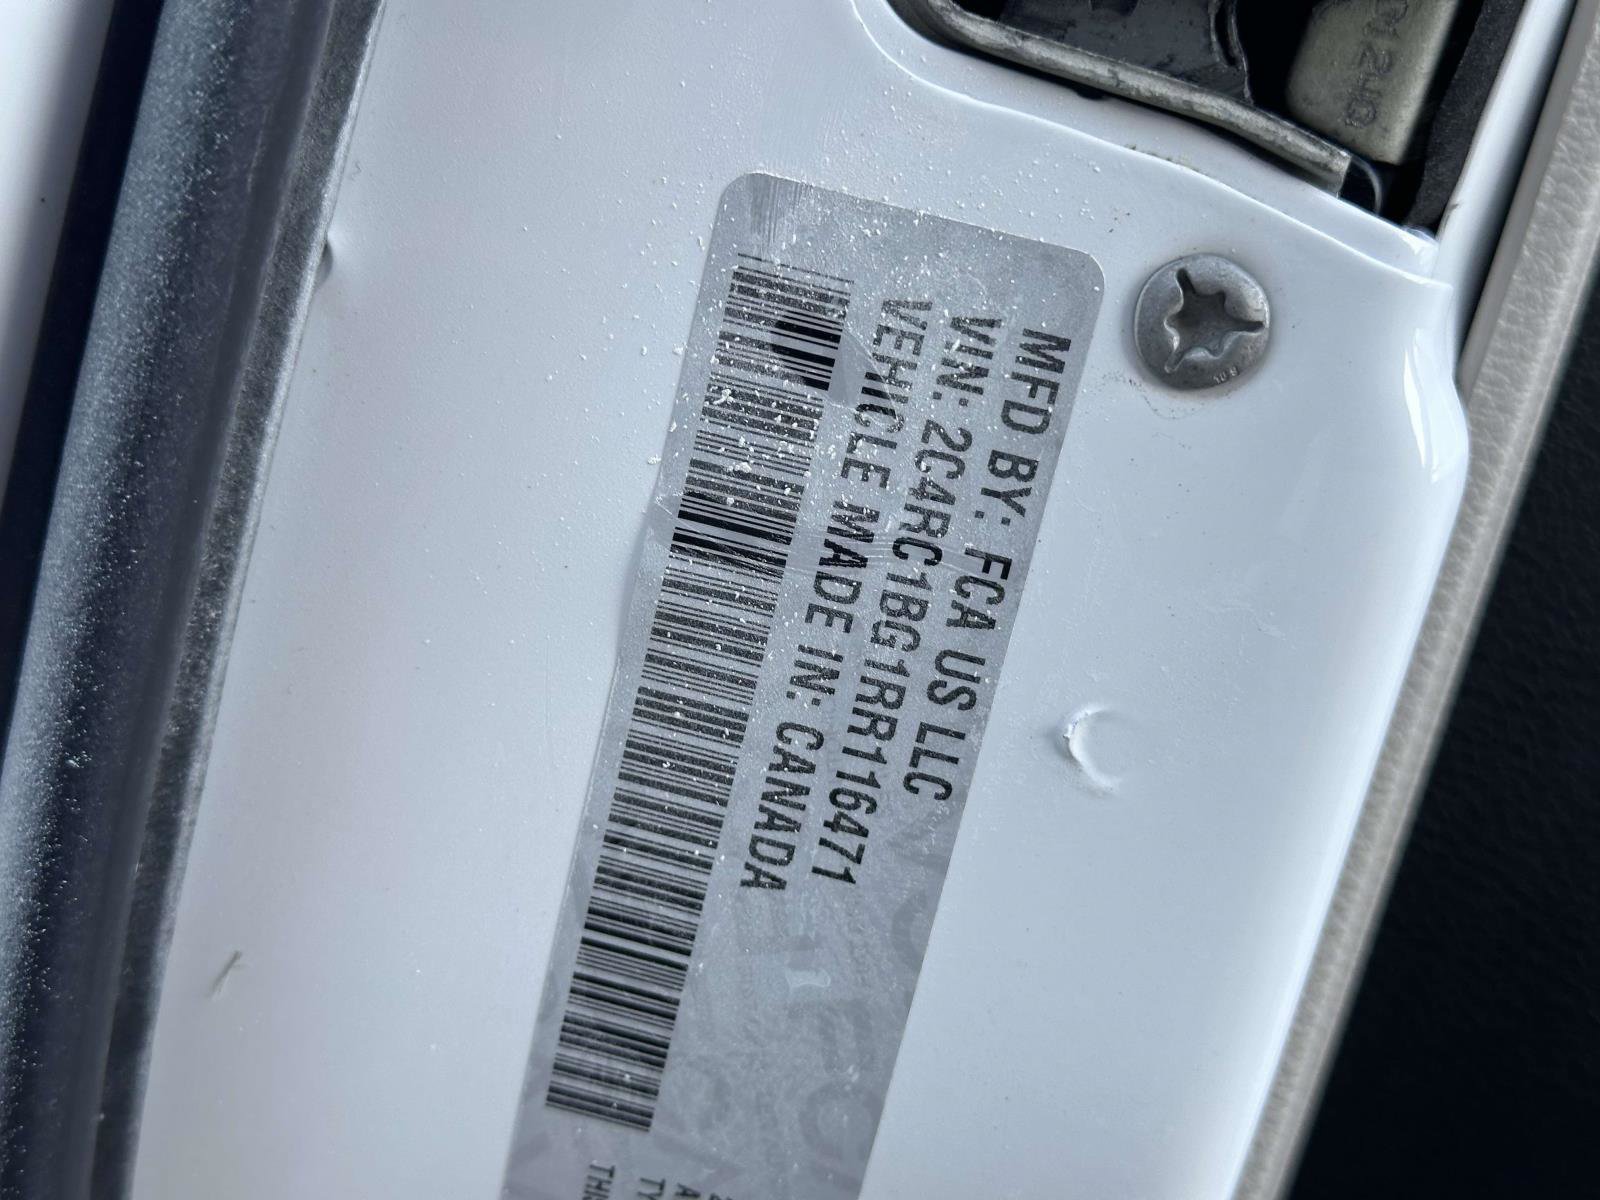 MFD BY: FCA US LLC
VIN: 2C4RC1BG1RR116471
VEHICLE MADE IN: CANADA